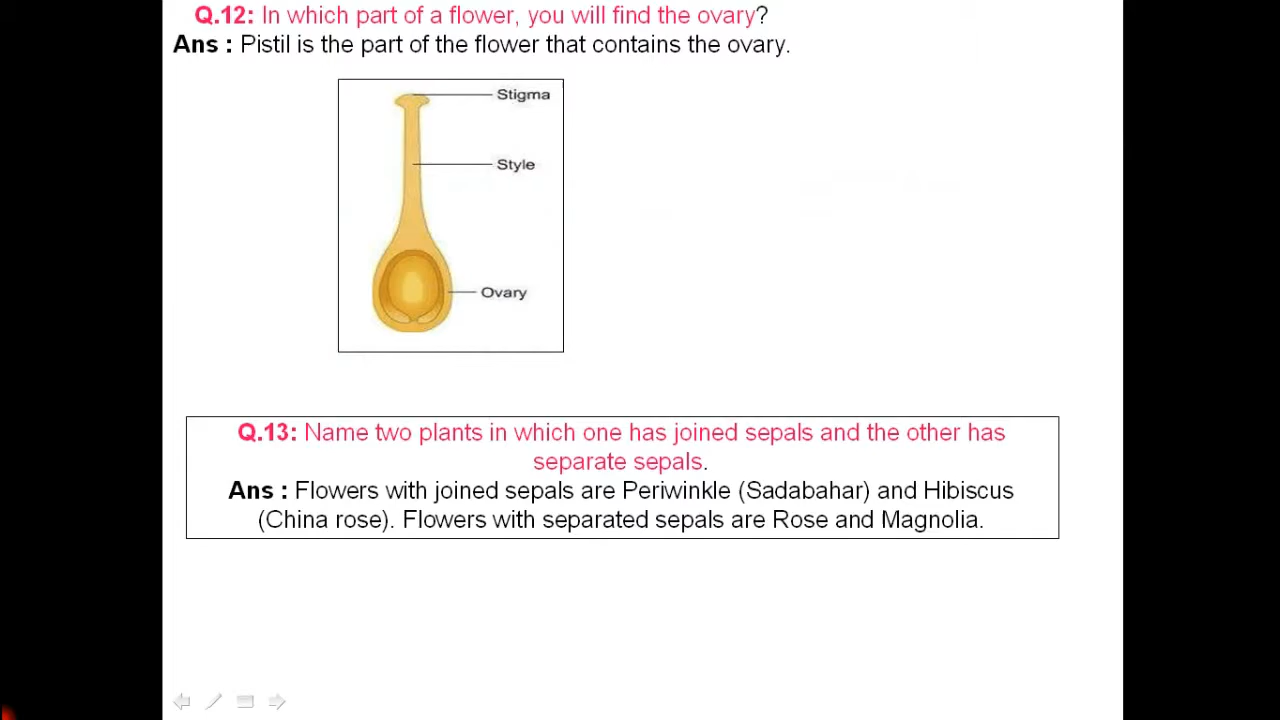 Q.12: In which part of a flower, you will find the ovary?
Ans : Pistil is the part of the flower that contains the ovary.
Stigma
Style
Ovary
Q.13: Name two plants in which one has joined sepals and the other has
separate sepals.
Ans : Flowers with joined sepals are Periwinkle (Sadabahar) and Hibiscus
(China rose). Flowers with separated sepals are Rose and Magnolia.